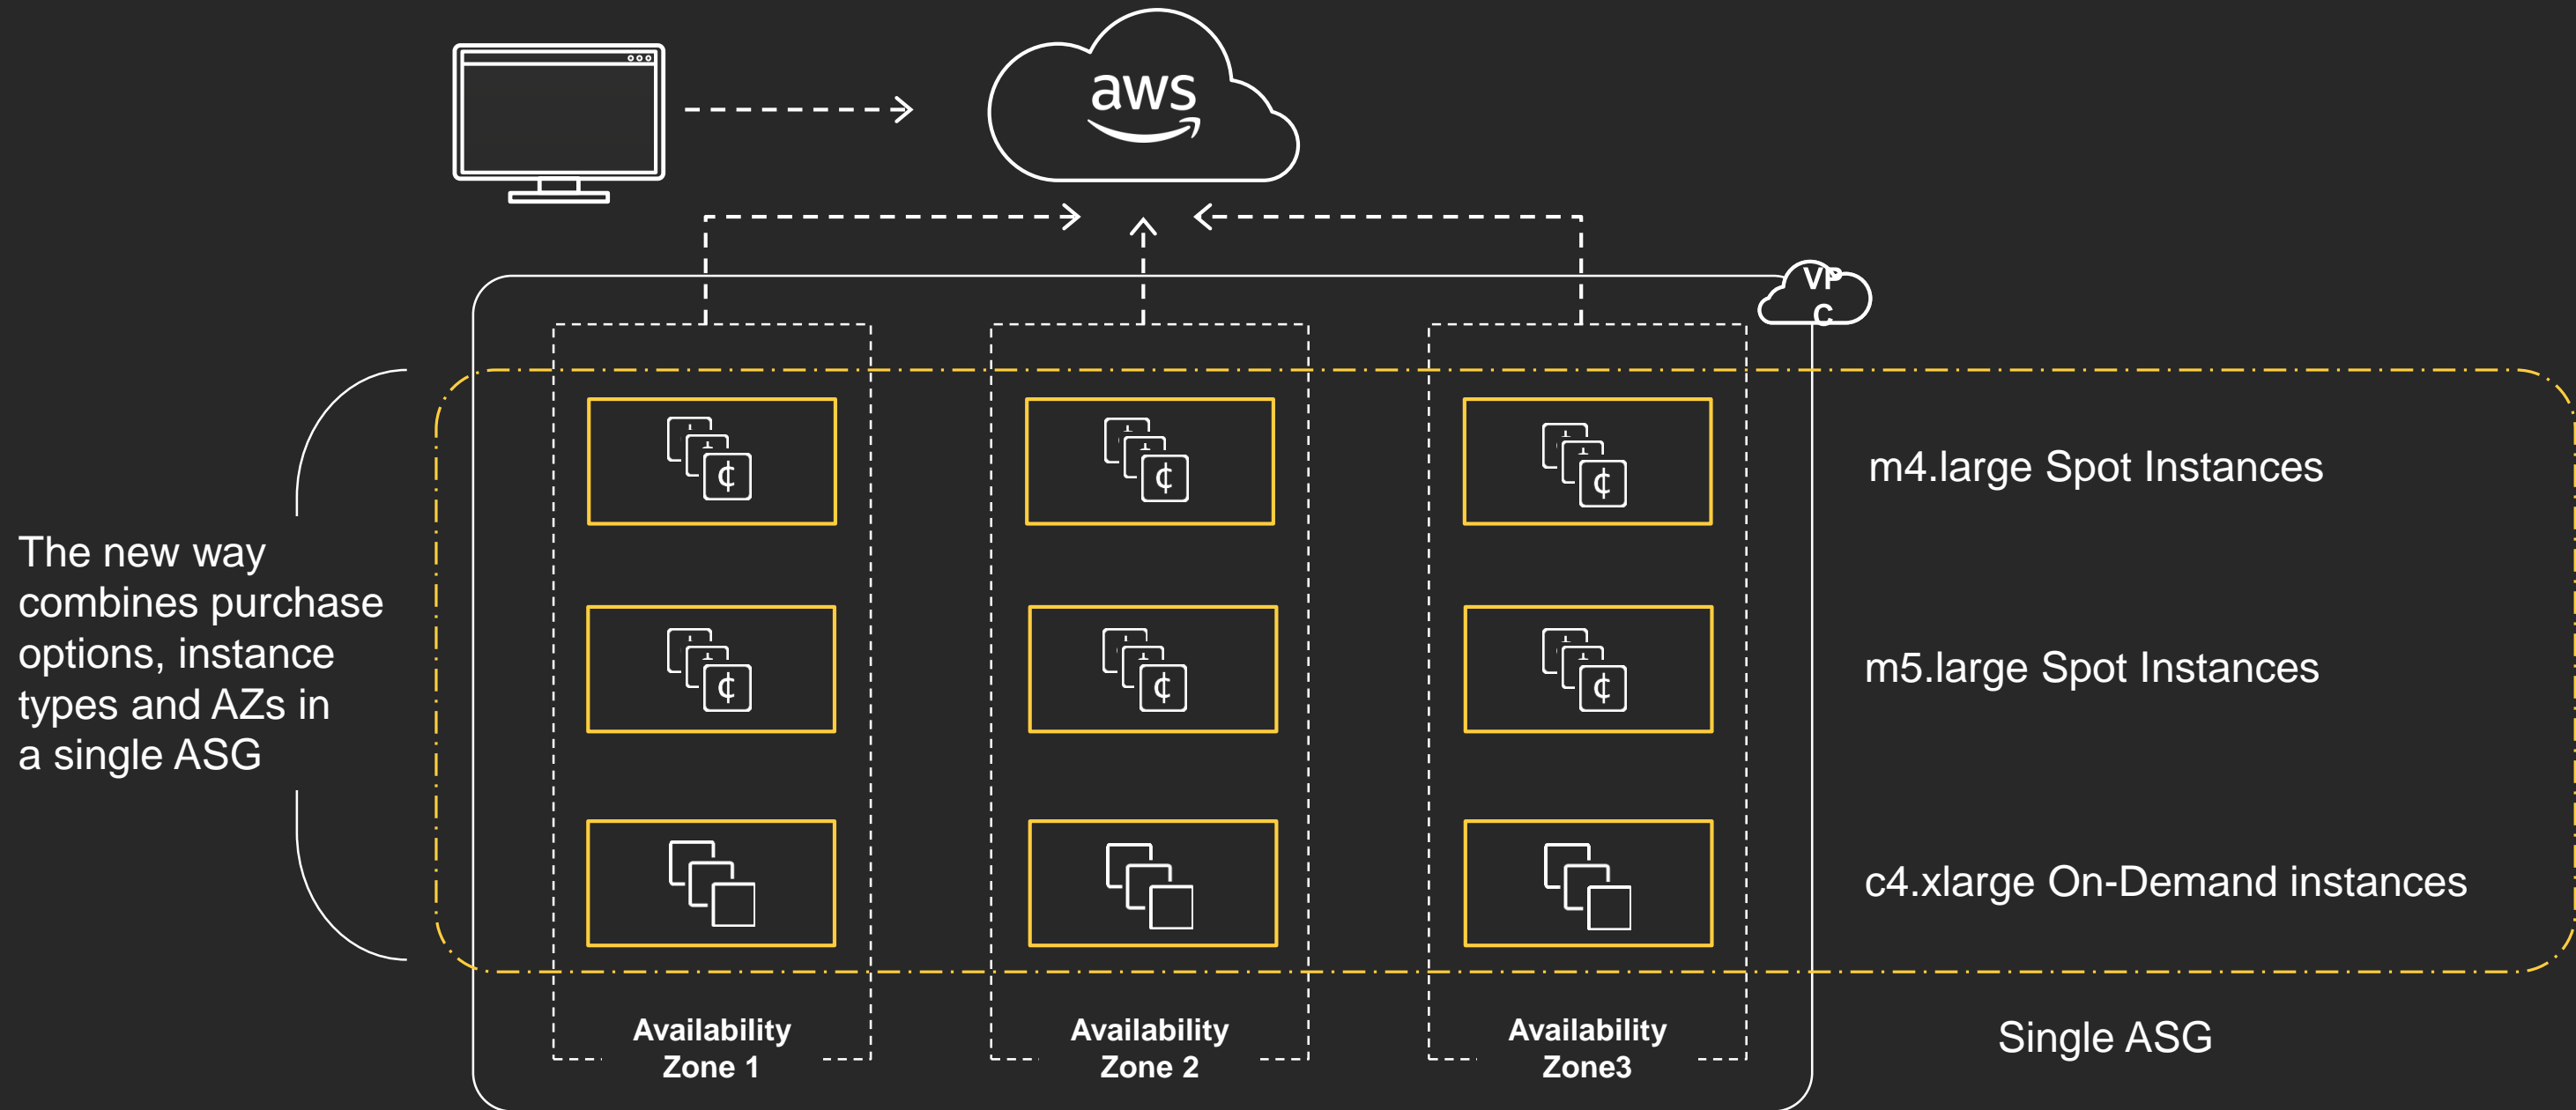 aws
VP
C
The new way
combines purchase
options, instance
types and AZs in
a single ASG
¢
¢
¢
m4.large Spot Instances
¢
¢
¢
m5.large Spot Instances
c4.xlarge On-Demand instances
Availability
Zone 1
Availability
Zone 2
Availability
Zone3
Single ASG